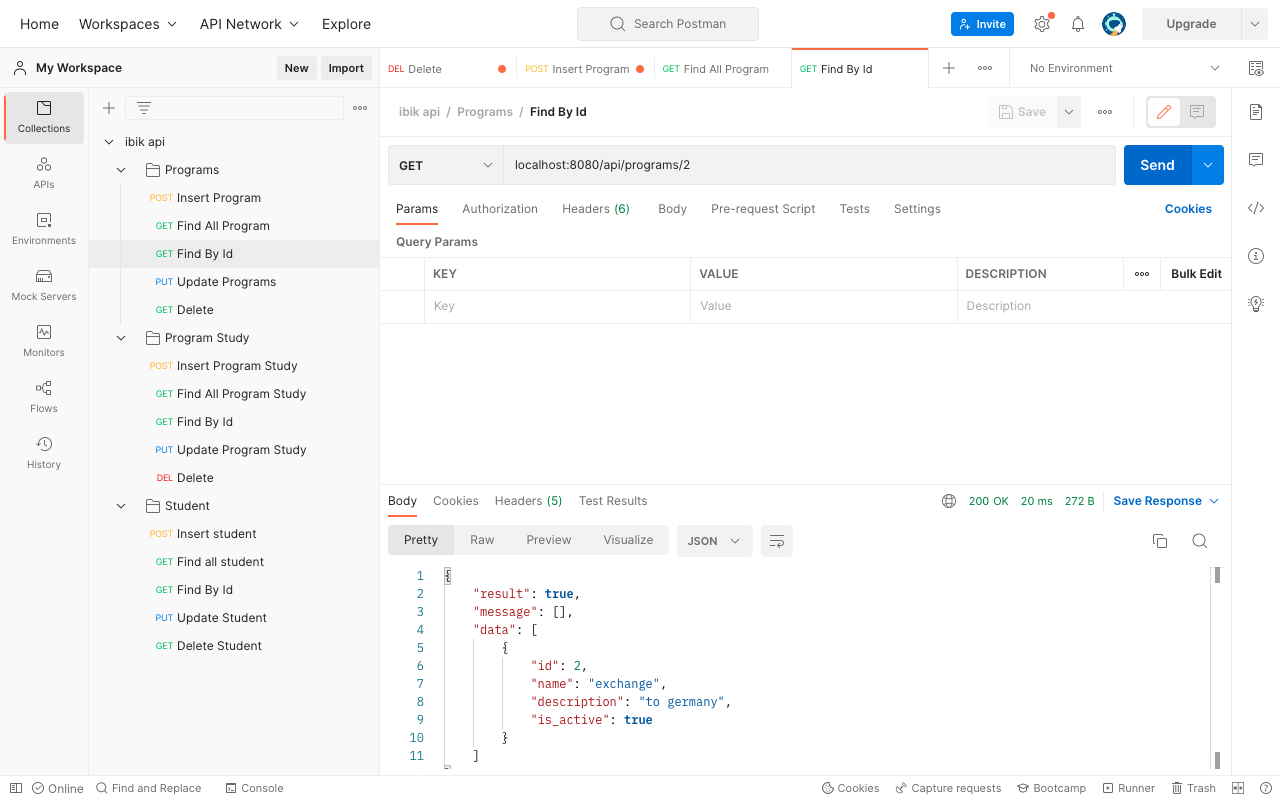 Home Workspaces API Network Explore Search Postman Invite Upgrade
My Workspace New Import
DEL Delete POST Insert Program GET Find All Program GET Find By Id No Environment
Collections
APIs
Environments
Mock Servers
Monitors
Flows
History
ibik api
Programs
POST Insert Program
GET Find All Program
GET Find By Id
PUT Update Programs
GET Delete
Program Study
POST Insert Program Study
GET Find All Program Study
GET Find By Id
PUT Update Program Study
DEL Delete
Student
POST Insert student
GET Find all student
GET Find By Id
PUT Update Student
GET Delete Student
ibik api / Programs / Find By Id Save
GET localhost:8080/api/programs/2 Send
Params Authorization Headers (6) Body Pre-request Script Tests Settings Cookies
Query Params
KEY VALUE DESCRIPTION Bulk Edit
Key Value Description
Body Cookies Headers (5) Test Results 200 OK 20 ms 272 B Save Response
Pretty Raw Preview Visualize JSON
1 {
2 "result": true,
3 "message": [],
4 "data": [
5 {
6 "id": 2,
7 "name": "exchange",
8 "description": "to germany",
9 "is_active": true
10 }
11 ]
Online Find and Replace Console Cookies Capture requests Bootcamp Runner Trash